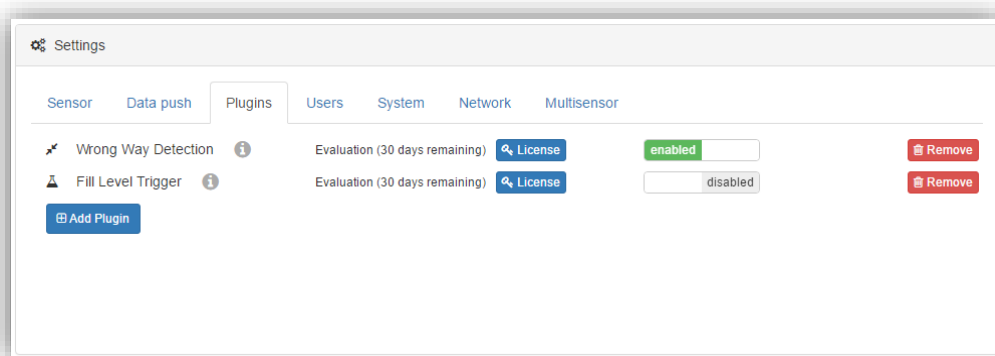 Settings
Sensor Data push Plugins Users System Network Multisensor
Wrong Way Detection Evaluation (30 days remaining) License enabled Remove
Fill Level Trigger Evaluation (30 days remaining) License disabled Remove
Add Plugin